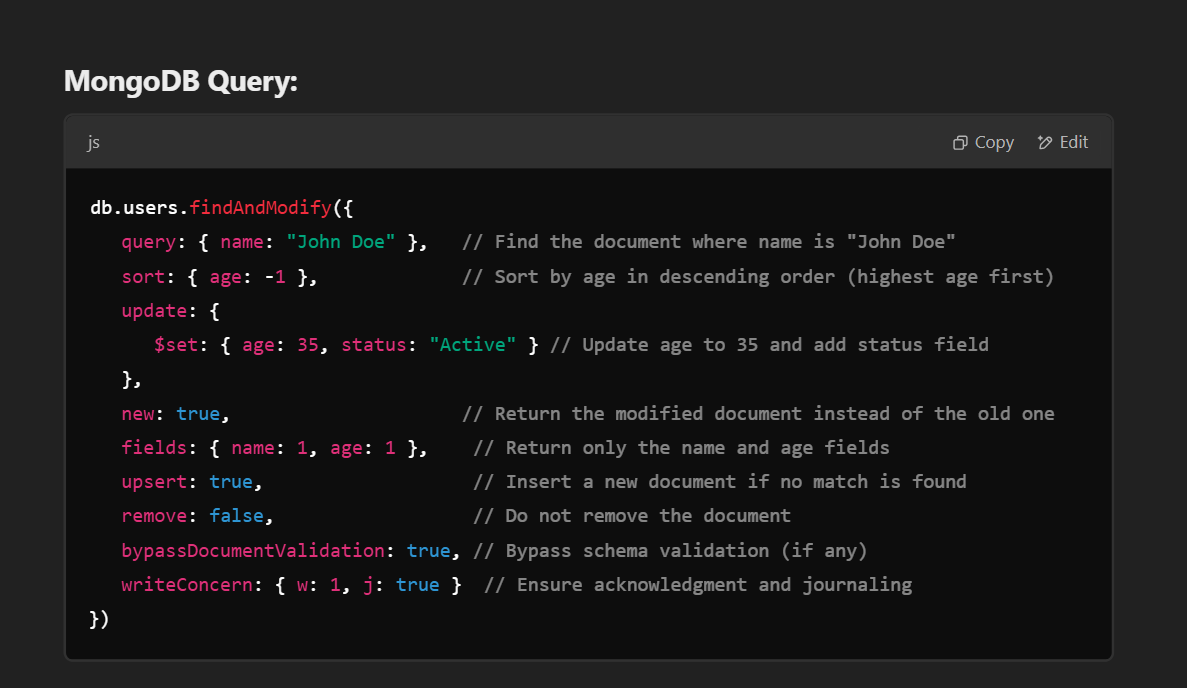 MongoDB Query:
js
Copy
Edit
db.users.findAndModify({
query: { name: "John Doe" }, // Find the document where name is "John Doe"
sort: { age: -1 }, // Sort by age in descending order (highest age first)
update: {
$set: { age: 35, status: "Active" } // Update age to 35 and add status field
},
new: true, // Return the modified document instead of the old one
fields: { name: 1, age: 1 }, // Return only the name and age fields
upsert: true, // Insert a new document if no match is found
remove: false, // Do not remove the document
bypassDocumentValidation: true, // Bypass schema validation (if any)
writeConcern: { w: 1, j: true } // Ensure acknowledgment and journaling
})